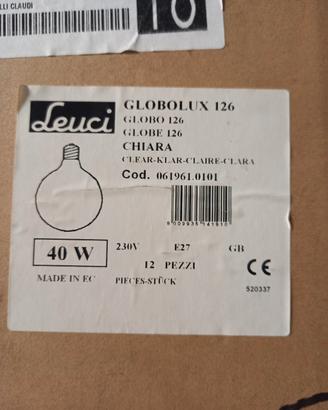 LLI CLAUDI
10
Leuci
GLOBOLUX 126
GLOBO 126
GLOBE 126
CHIARA
CLEAR-KLAR-CLAIRE-CLARA
Cod. 061961.0101
40 W
230V E27 GB
12 PEZZI
MADE IN EC PIECES-STÜCK
CE
S20337